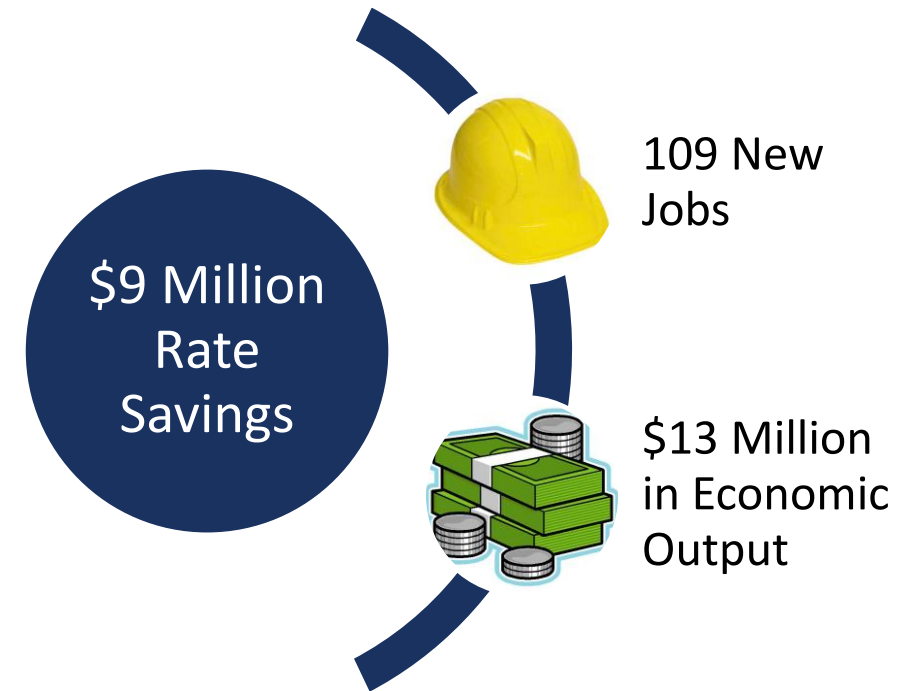 $9 Million
Rate
Savings
109 New
Jobs
$13 Million
in Economic
Output